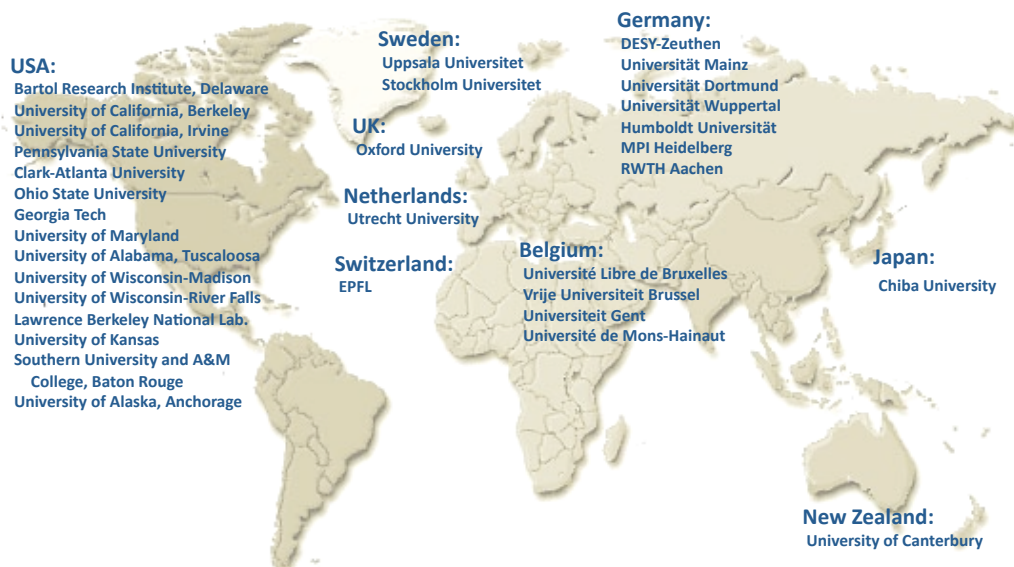 USA:
Bartol Research Institute, Delaware
University of California, Berkeley
University of California, Irvine
Pennsylvania State University
Clark-Atlanta University
Ohio State University
Georgia Tech
University of Maryland
University of Alabama, Tuscaloosa
University of Wisconsin-Madison
University of Wisconsin-River Falls
Lawrence Berkeley National Lab.
University of Kansas
Southern University and A&M
College, Baton Rouge
University of Alaska, Anchorage
Sweden:
Uppsala Universitet
Stockholm Universitet
UK:
Oxford University
Netherlands:
Utrecht University
Switzerland:
EPFL
Germany:
DESY-Zeuthen
Universität Mainz
Universität Dortmund
Universität Wuppertal
Humboldt Universität
MPI Heidelberg
RWTH Aachen
Belgium:
Université Libre de Bruxelles
Vrije Universiteit Brussel
Universiteit Gent
Université de Mons-Hainaut
Japan:
Chiba University
New Zealand:
University of Canterbury